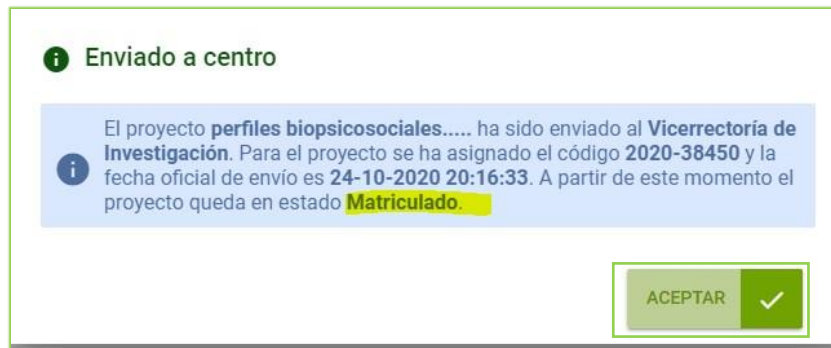 Enviado a centro
El proyecto perfiles biopsicosociales..... ha sido enviado al Vicerrectoría de
Investigación. Para el proyecto se ha asignado el código 2020-38450 y la
fecha oficial de envío es 24-10-2020 20:16:33. A partir de este momento el
proyecto queda en estado Matriculado.
ACEPTAR